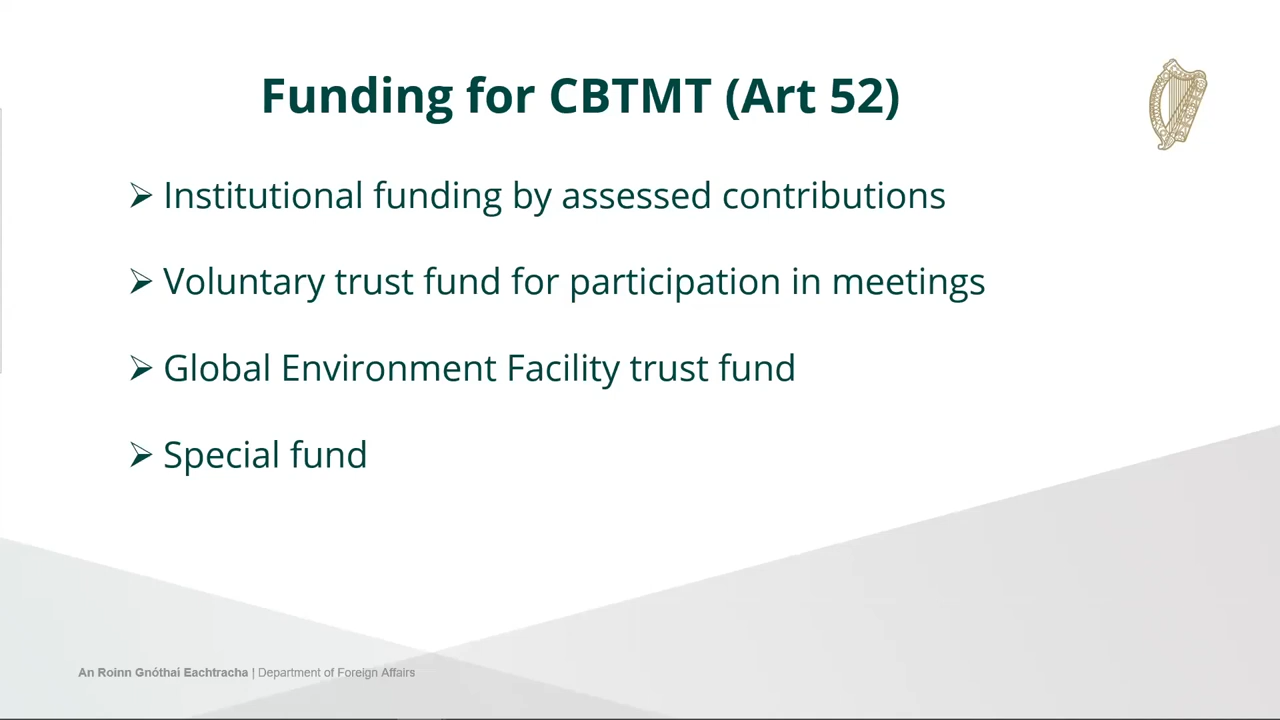 Funding for CBTMT (Art 52)
➢ Institutional funding by assessed contributions
➢ Voluntary trust fund for participation in meetings
➢ Global Environment Facility trust fund
➢ Special fund
An Roinn Gnóthaí Eachtracha | Department of Foreign Affairs